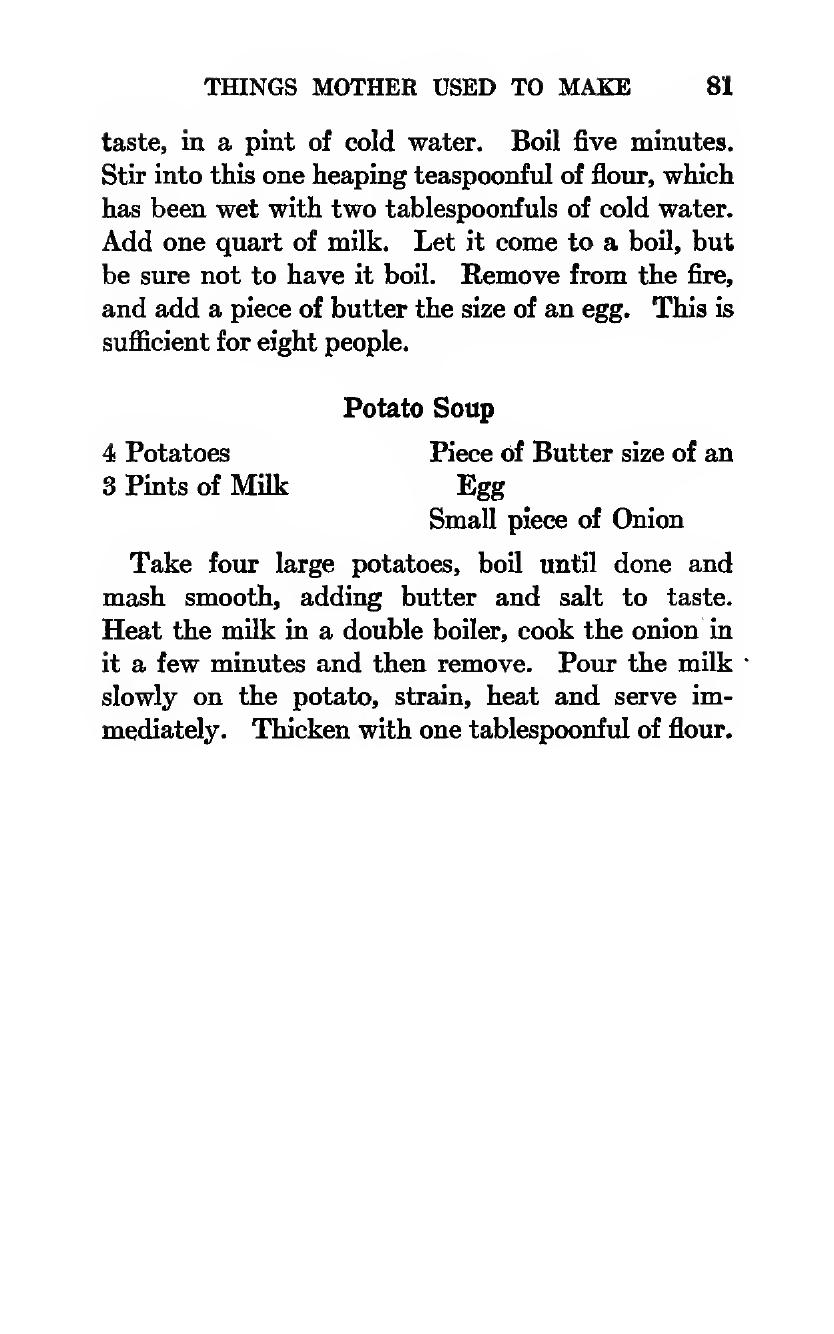 THINGS MOTHER USED TO MAKE 81
taste, in a pint of cold water. Boil five minutes.
Stir into this one heaping teaspoonful of flour, which
has been wet with two tablespoonfuls of cold water.
Add one quart of milk. Let it come to a boil, but
be sure not to have it boil. Remove from the fire,
and add a piece of butter the size of an egg. This is
sufficient for eight people.
Potato Soup
4 Potatoes
3 Pints of Milk
Piece of Butter size of an
Egg
Small piece of Onion
Take four large potatoes, boil until done and
mash smooth, adding butter and salt to taste.
Heat the milk in a double boiler, cook the onion in
it a few minutes and then remove. Pour the milk
slowly on the potato, strain, heat and serve im-
mediately. Thicken with one tablespoonful of flour.